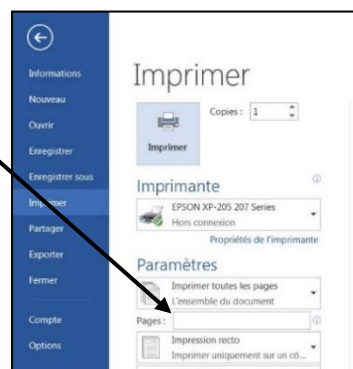 Informations
Nouveau
Ouvrir
Enregistrer
Enregistrer sous
Imprimer
Partager
Exporter
Fermer
Compte
Options
Imprimer
Copies : 1
Imprimer
Imprimante
EPSON XP-205 207 Series
Hors connexion
Propriétés de l'imprimante
Paramètres
Imprimer toutes les pages
L'ensemble du document
Pages :
Impression recto
Imprimer uniquement sur un cô...